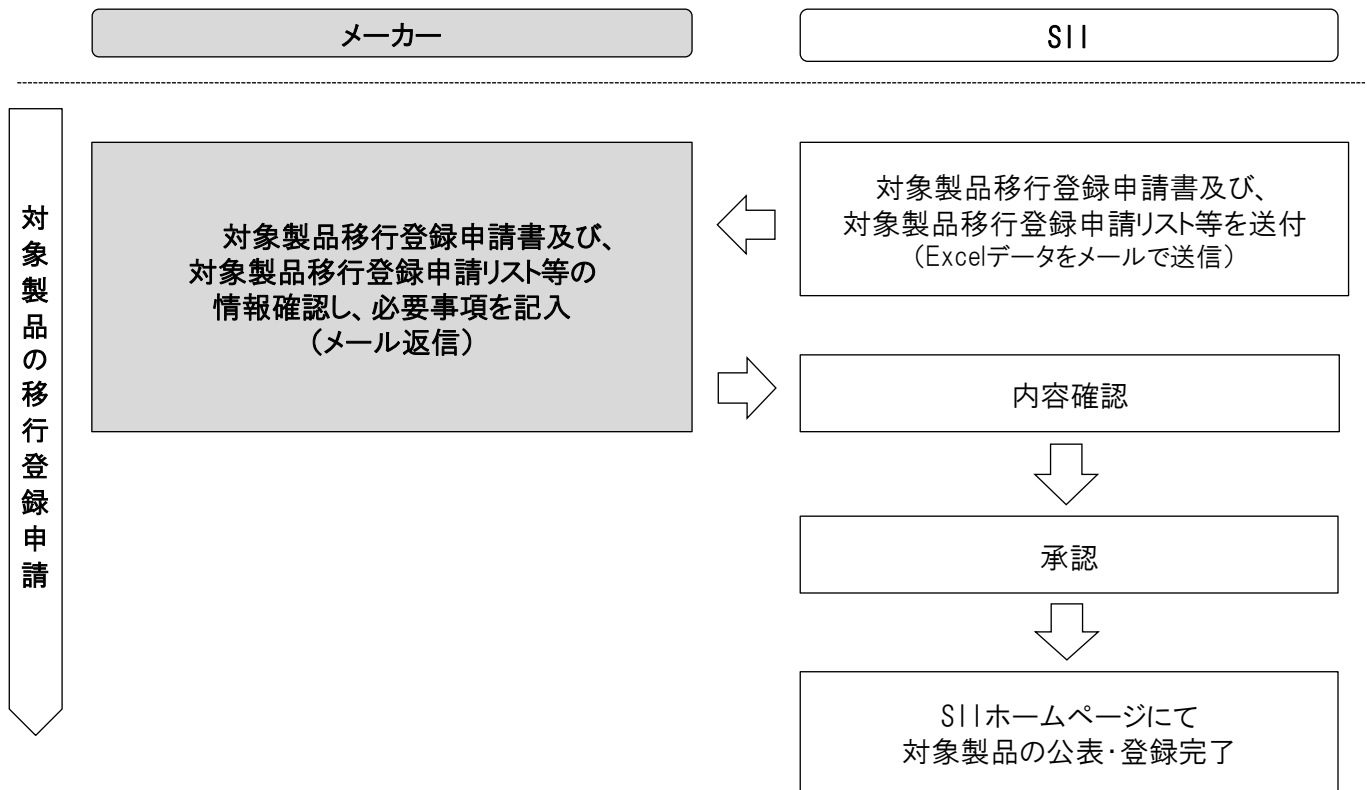 メーカー
SII
対象製品の移行登録申請
対象製品移行登録申請書及び、
対象製品移行登録申請リスト等を送付
（Excelデータをメールで送信）
対象製品移行登録申請書及び、
対象製品移行登録申請リスト等の
情報確認し、必要事項を記入
（メール返信）
内容確認
承認
SIIホームページにて
対象製品の公表・登録完了